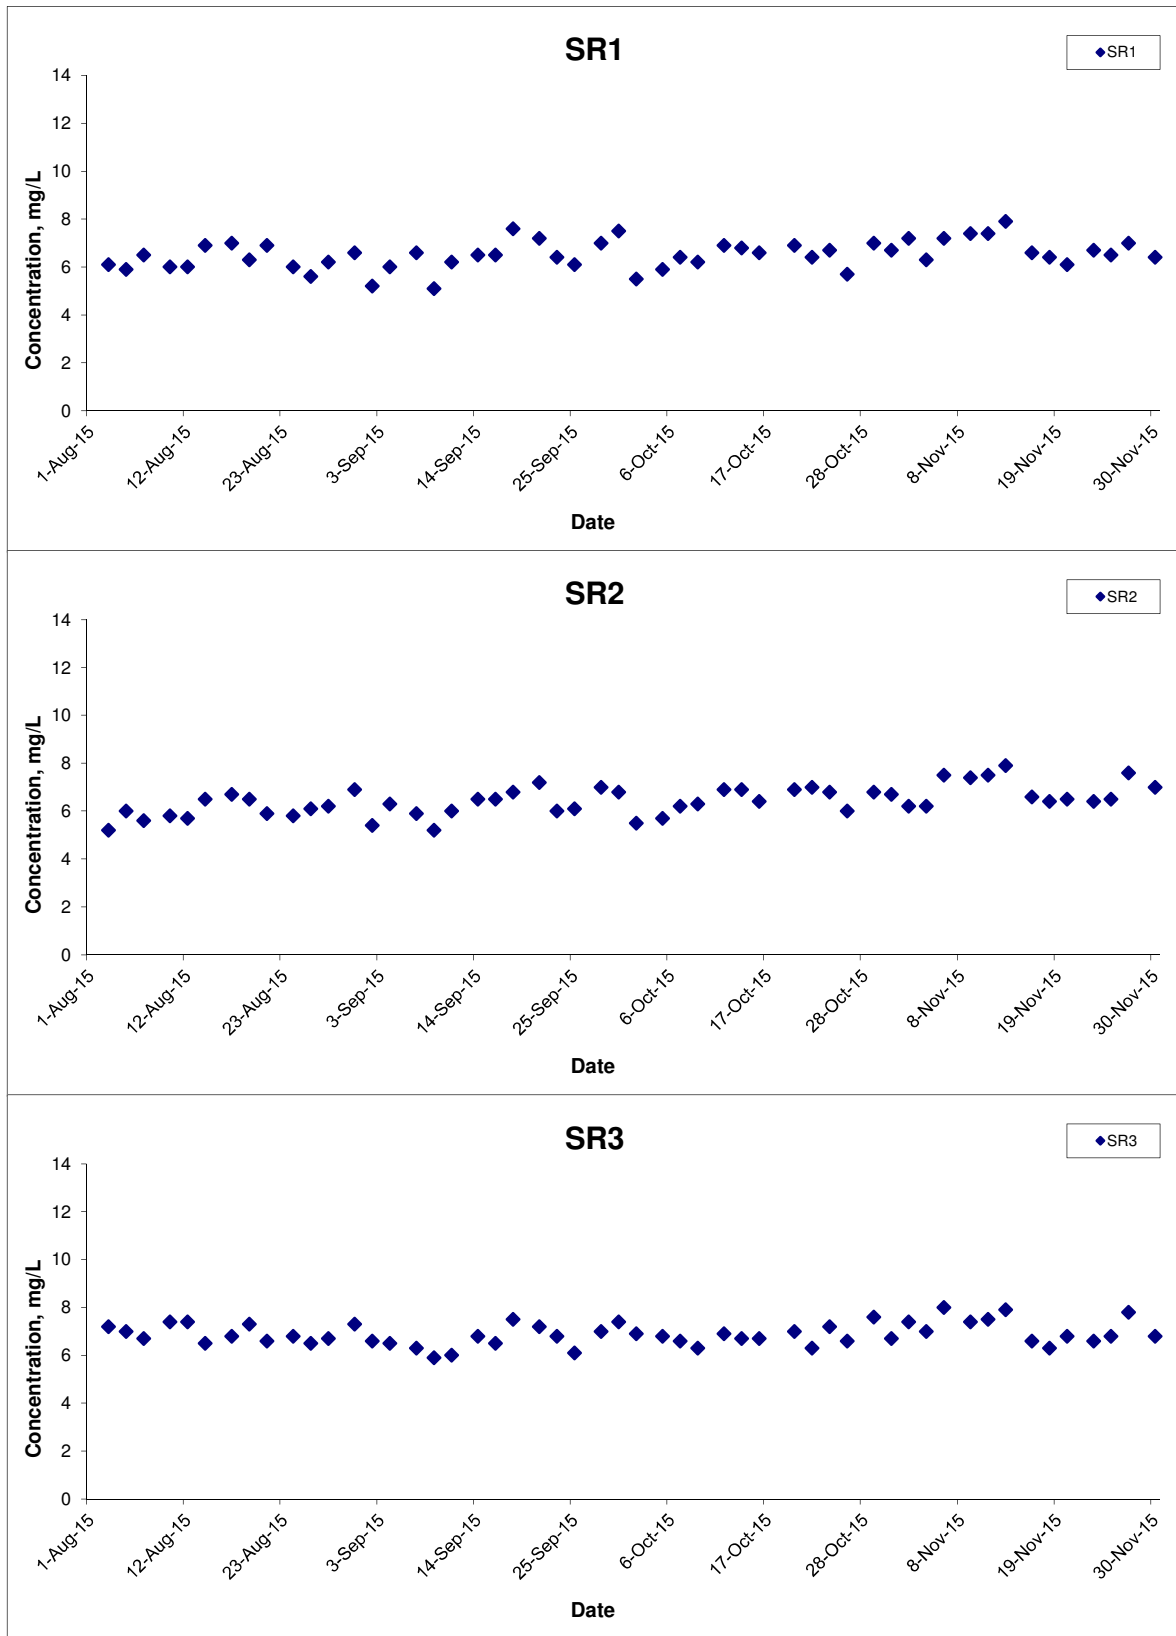 SR1
SR1
14
12
10
8
6
4
2
0
Concentration, mg/L
1-Aug-15
12-Aug-15
23-Aug-15
3-Sep-15
14-Sep-15
25-Sep-15
6-Oct-15
17-Oct-15
28-Oct-15
8-Nov-15
19-Nov-15
30-Nov-15
Date
SR2
SR2
14
12
10
8
6
4
2
0
Concentration, mg/L
1-Aug-15
12-Aug-15
23-Aug-15
3-Sep-15
14-Sep-15
25-Sep-15
6-Oct-15
17-Oct-15
28-Oct-15
8-Nov-15
19-Nov-15
30-Nov-15
Date
SR3
SR3
14
12
10
8
6
4
2
0
Concentration, mg/L
1-Aug-15
12-Aug-15
23-Aug-15
3-Sep-15
14-Sep-15
25-Sep-15
6-Oct-15
17-Oct-15
28-Oct-15
8-Nov-15
19-Nov-15
30-Nov-15
Date